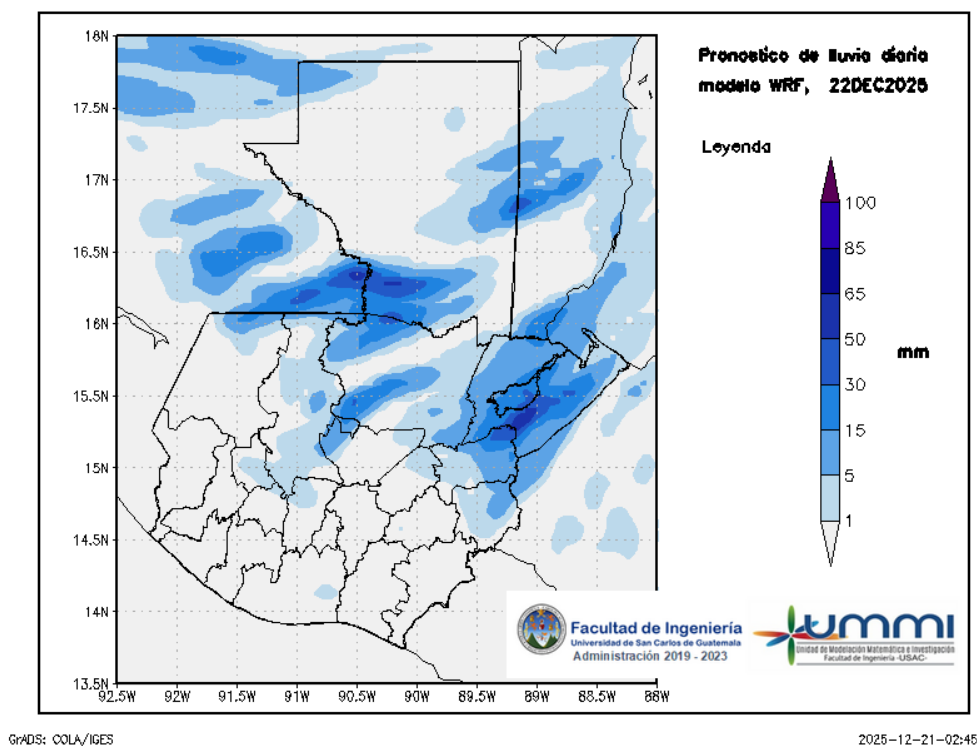 18N
17.5N
17N
16.5N
16N
15.5N
15N
14.5N
14N
13.5N
92.5W
92W
91.5W
91W
90.5W
90W
89.5W
89W
88.5W
88W
Pronostico de lluvia diaria
modelo WRF, 22DEC2025
Leyenda
100
85
65
50
30
15
5
1
mm
Facultad de Ingeniería
Universidad de San Carlos de Guatemala
Administración 2019 - 2023
UMMI
Unidad de Modelación Matemática e Investigación
Facultad de Ingeniería -USAC-
GrADS: COLA/IGES
2025-12-21-02:45